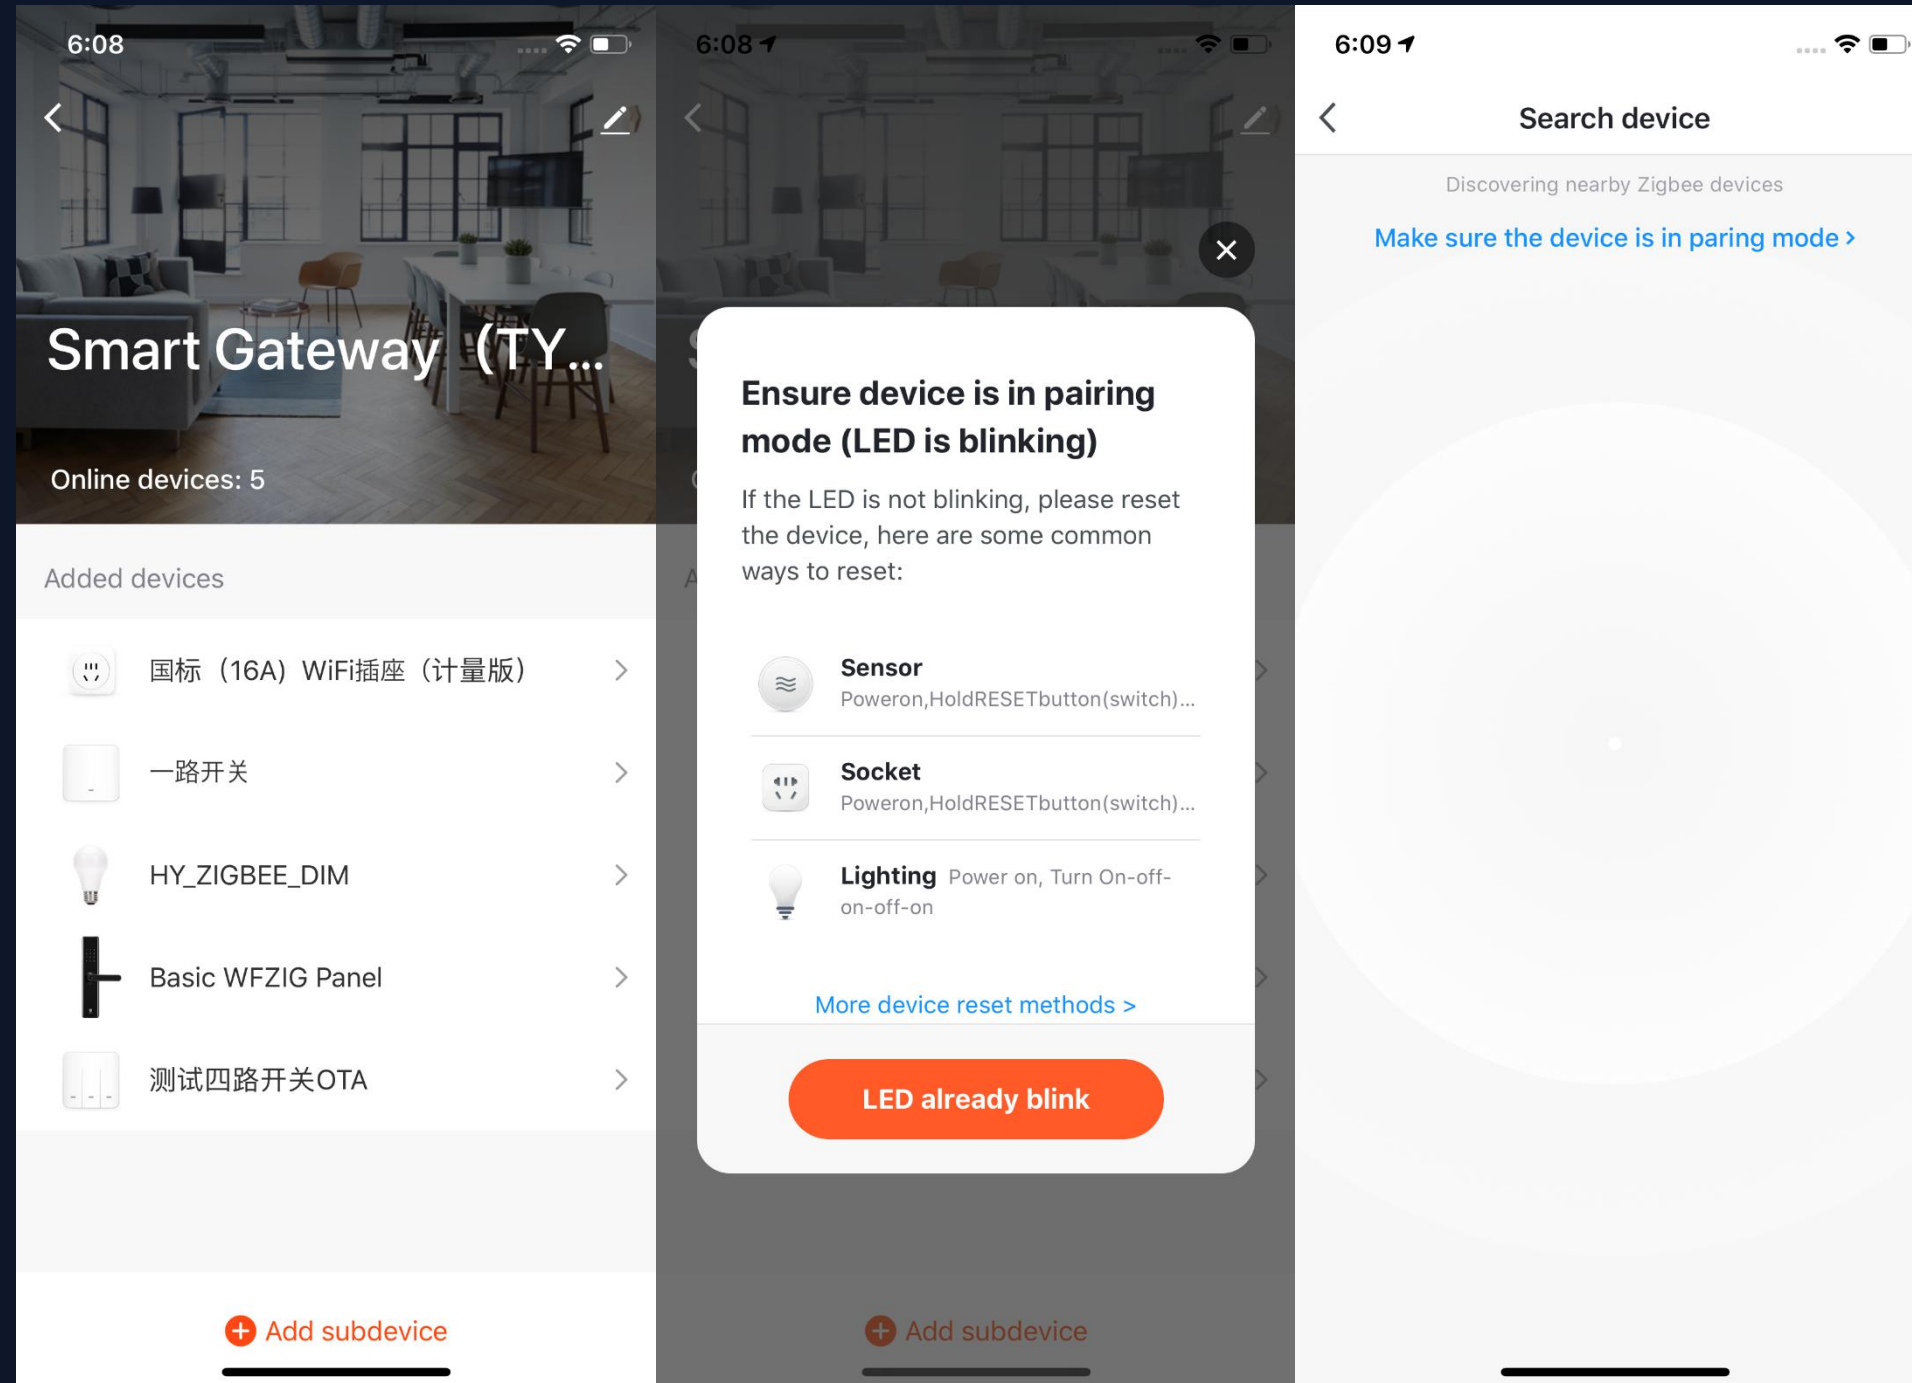 6:08
Smart Gateway（TY...
Online devices: 5
Added devices
国标（16A）WiFi插座（计量版）
一路开关
HY_ZIGBEE_DIM
Basic WFZIG Panel
测试四路开关OTA
Add subdevice
6:08
Ensure device is in pairing
mode (LED is blinking)
If the LED is not blinking, please reset
the device, here are some common
ways to reset:
Sensor
Poweron,HoldRESETbutton(switch)...
Socket
Poweron,HoldRESETbutton(switch)...
Lighting Power on, Turn On-off-
on-off-on
More device reset methods >
LED already blink
Add subdevice
6:09
Search device
Discovering nearby Zigbee devices
Make sure the device is in paring mode >